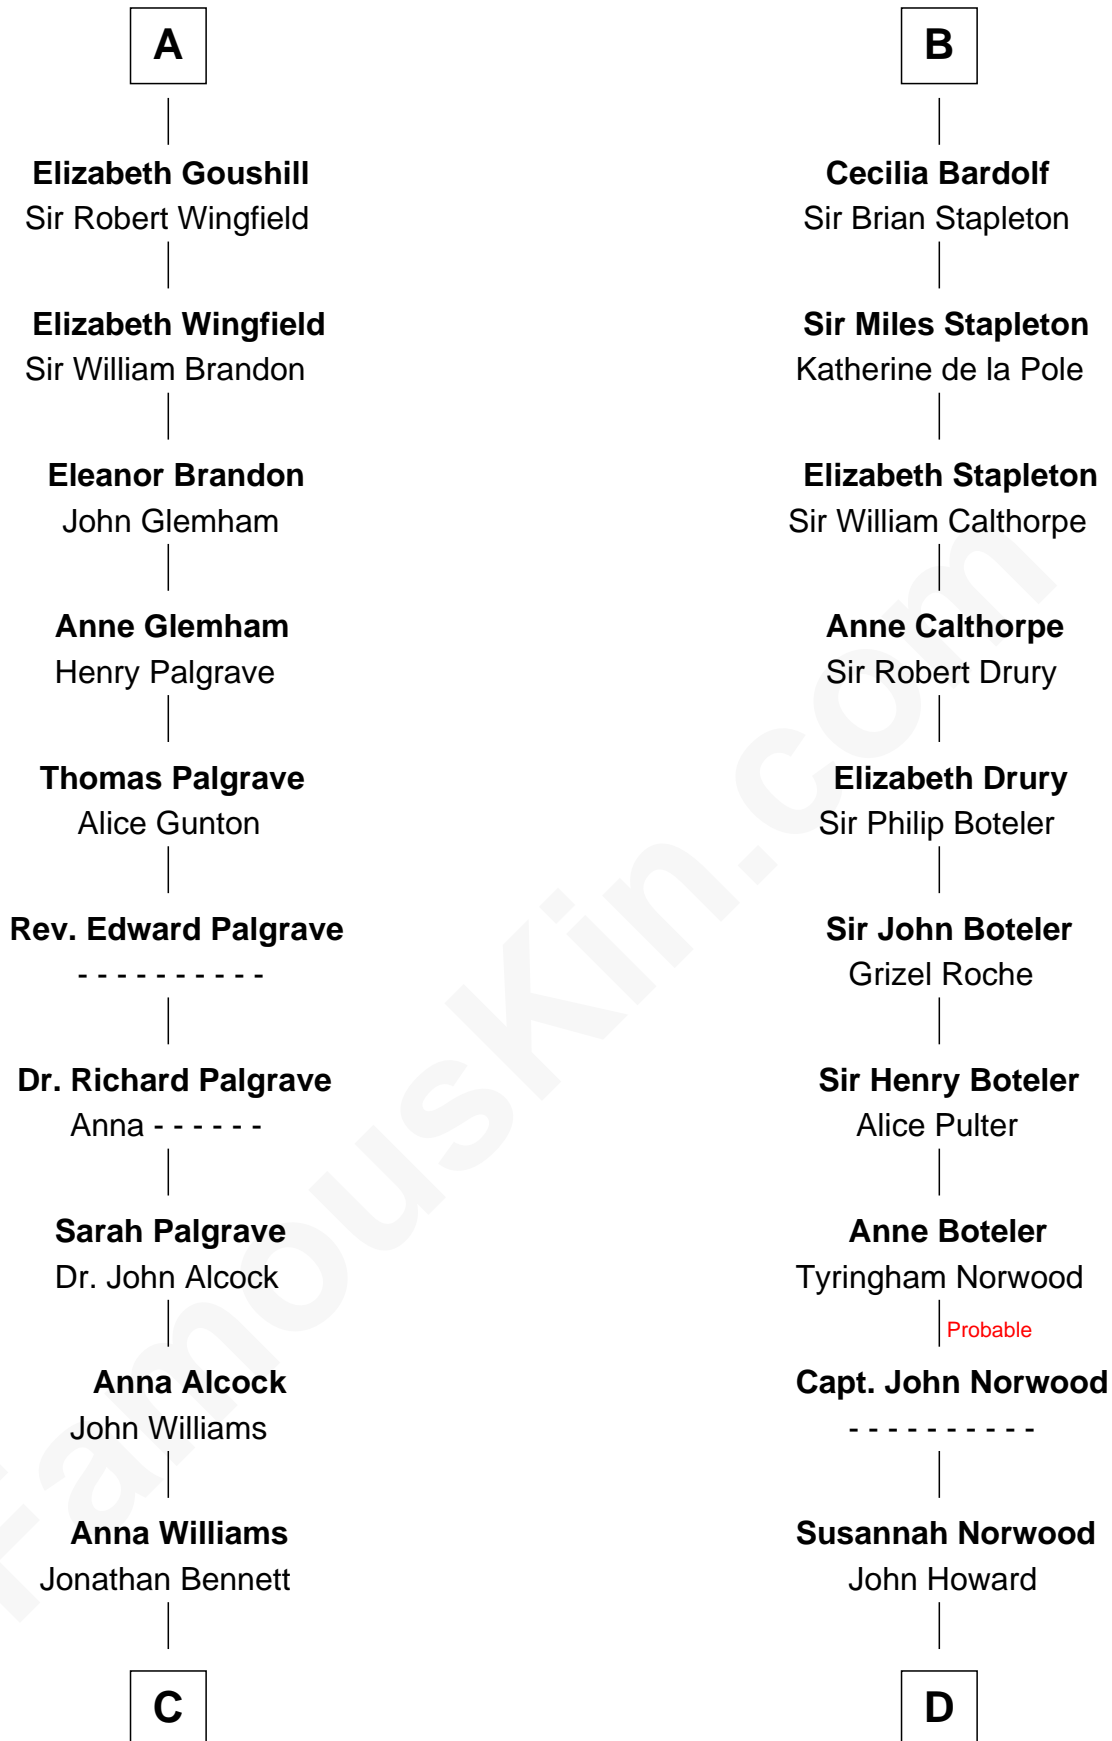 A
Elizabeth Goushill
Sir Robert Wingfield
Elizabeth Wingfield
Sir William Brandon
Eleanor Brandon
John Glemham
Anne Glemham
Henry Palgrave
Thomas Palgrave
Alice Gunton
Rev. Edward Palgrave
- - - - - - - - - -
Dr. Richard Palgrave
Anna - - - - - -
Sarah Palgrave
Dr. John Alcock
Anna Alcock
John Williams
Anna Williams
Jonathan Bennett
C
B
Cecilia Bardolf
Sir Brian Stapleton
Sir Miles Stapleton
Katherine de la Pole
Elizabeth Stapleton
Sir William Calthorpe
Anne Calthorpe
Sir Robert Drury
Elizabeth Drury
Sir Philip Boteler
Sir John Boteler
Grizel Roche
Sir Henry Boteler
Alice Pulter
Anne Boteler
Tyringham Norwood
Probable
Capt. John Norwood
- - - - - - - - - -
Susannah Norwood
John Howard
D
FamousKin.com